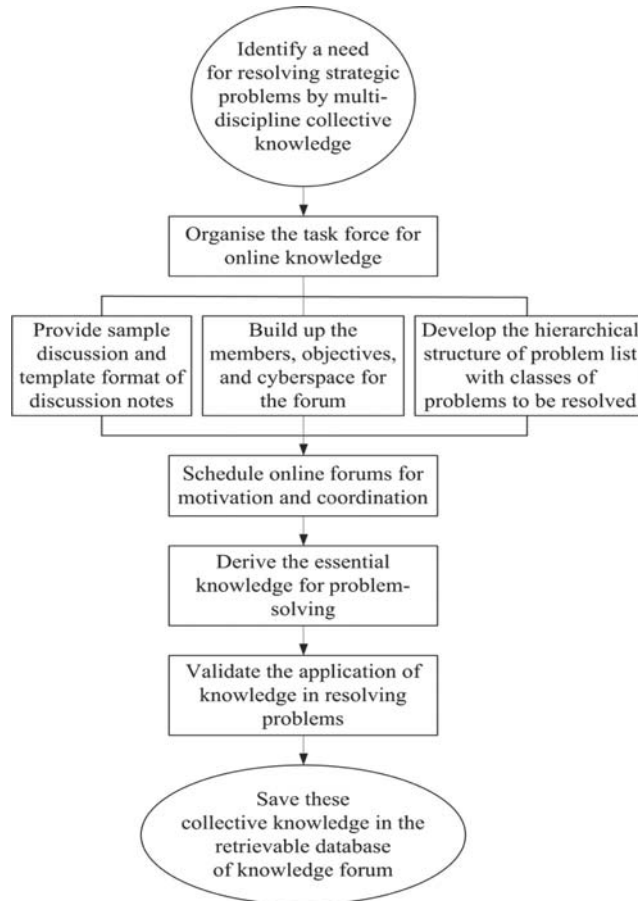 Identify a need
for resolving strategic
problems by multi-
discipline collective
knowledge
Organise the task force for
online knowledge
Provide sample
discussion and
template format of
discussion notes
Build up the
members, objectives,
and cyberspace for
the forum
Develop the hierarchical
structure of problem list
with classes of
problems to be resolved
Schedule online forums for
motivation and coordination
Derive the essential
knowledge for problem-
solving
Validate the application of
knowledge in resolving
problems
Save these
collective knowledge in the
retrievable database
of knowledge forum